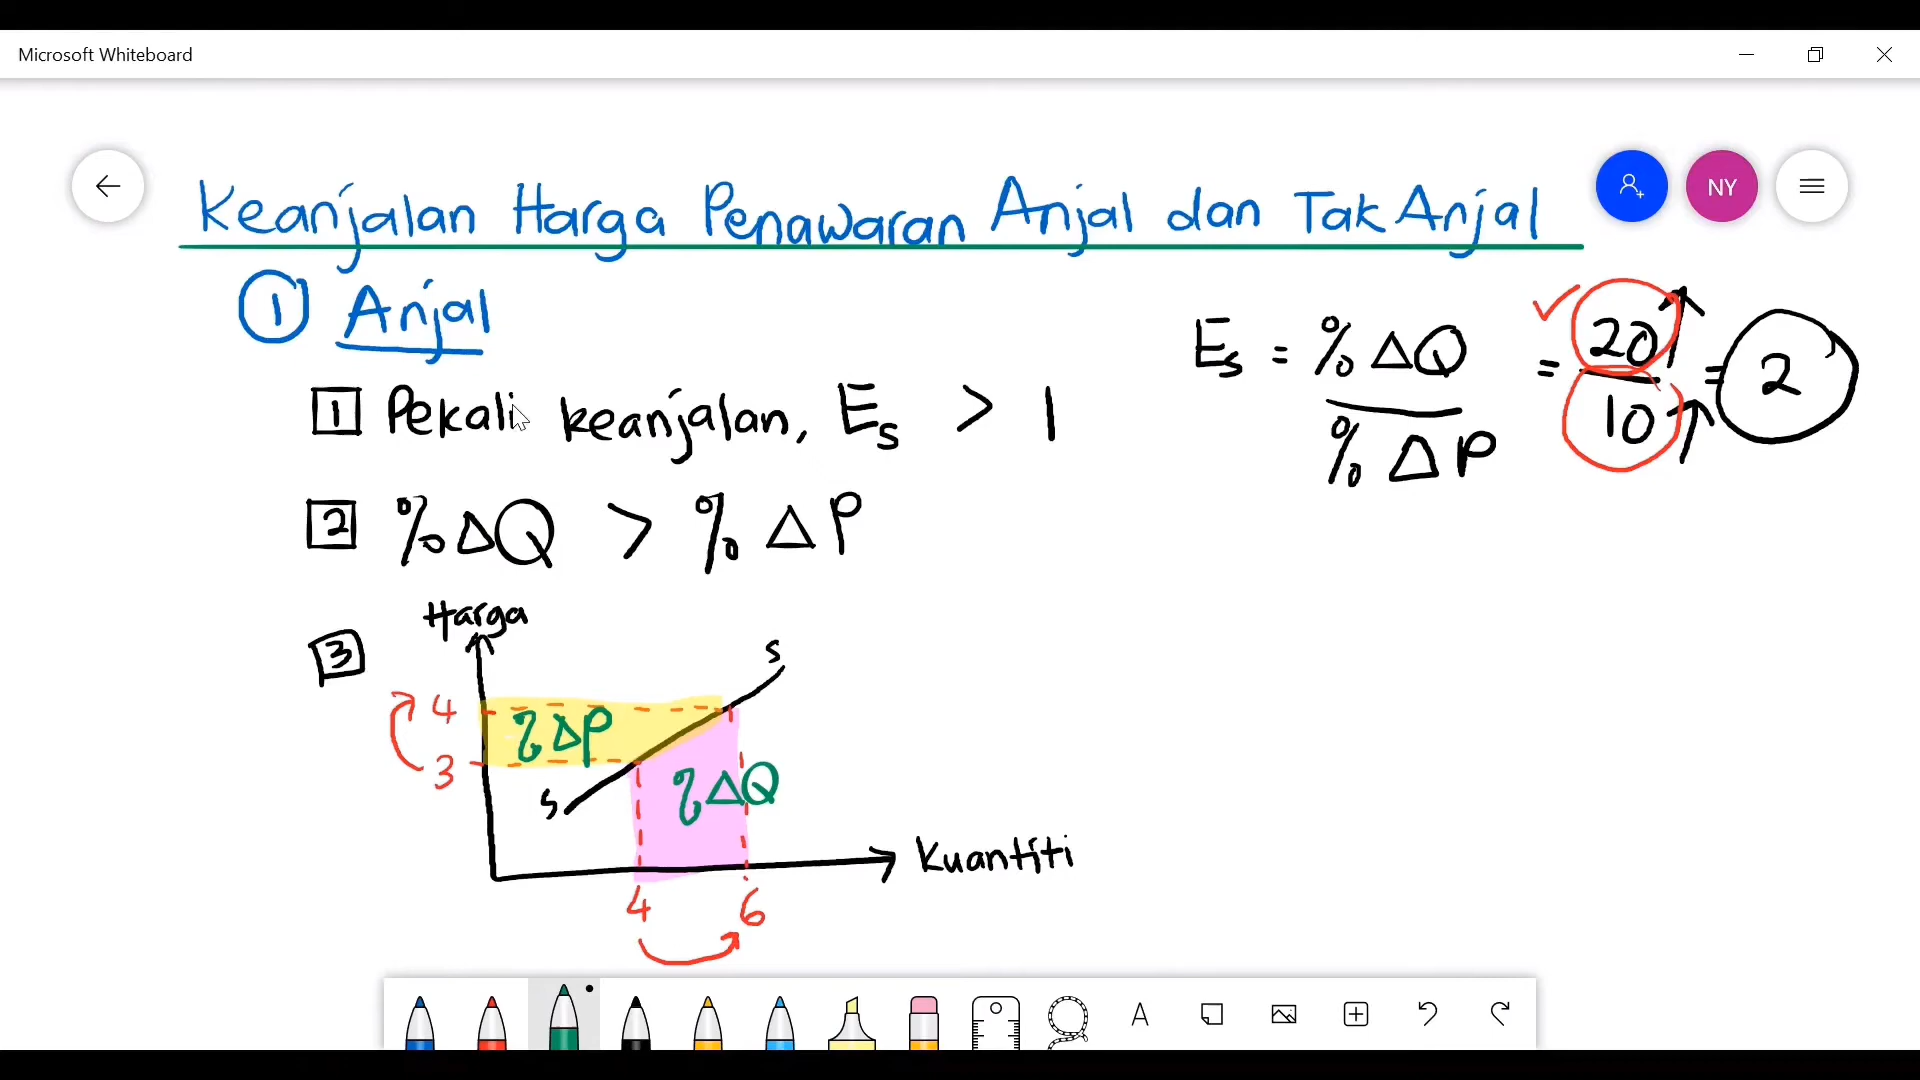 Microsoft Whiteboard
NY
Keanjalan Harga Penawaran Anjal dan Tak Anjal
1 Anjal
1 Pekali keanjalan, Es > 1
Es = %ΔQ / %ΔP = 20 / 10 = 2
2 %ΔQ > %ΔP
3
Harga
S
4
%ΔP
3
%ΔQ
S
Kuantiti
4 6
A